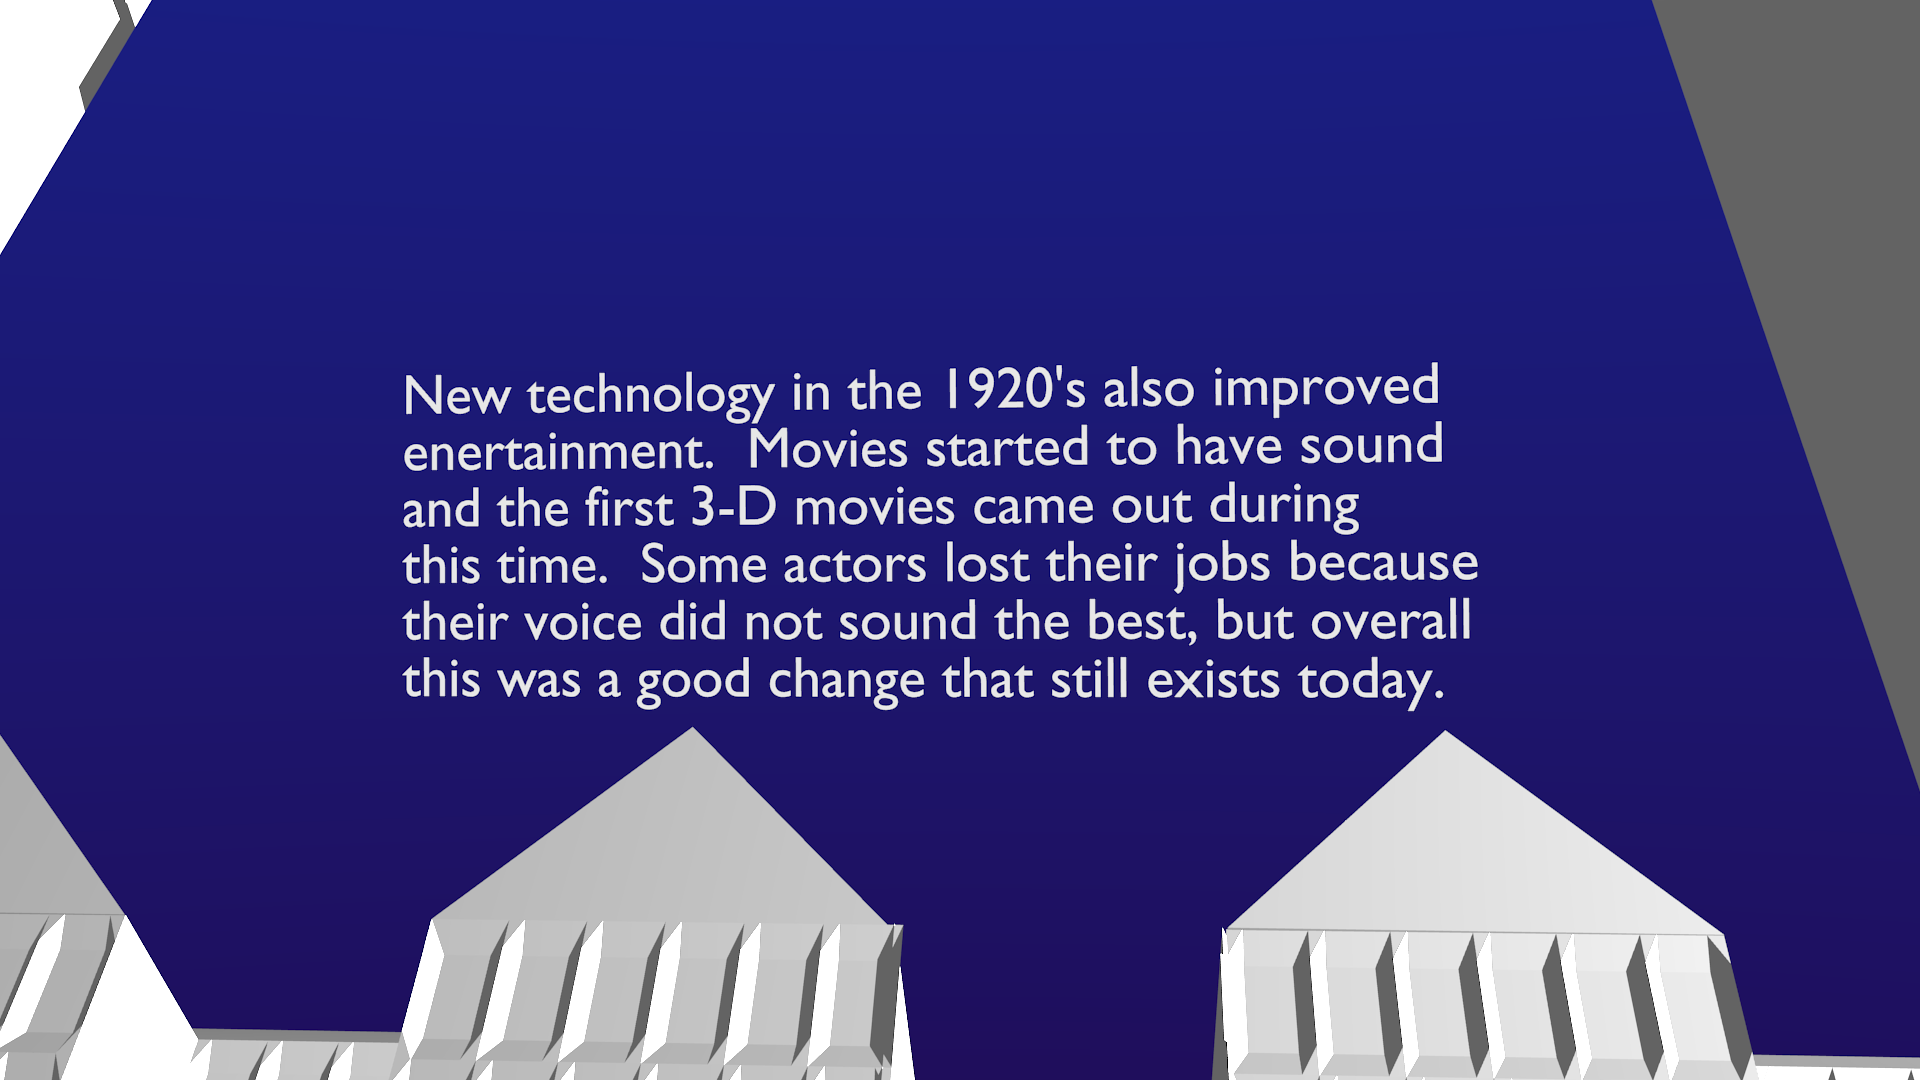 New technology in the 1920's also improved
enertainment.  Movies started to have sound
and the first 3-D movies came out during
this time.  Some actors lost their jobs because
their voice did not sound the best, but overall
this was a good change that still exists today.